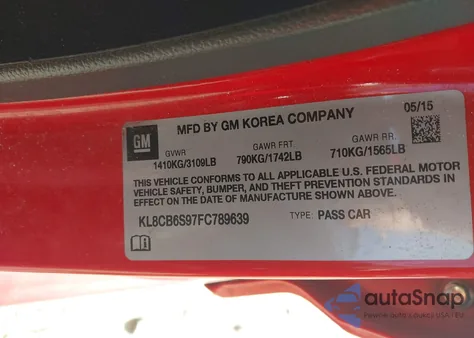 GM
MFD BY GM KOREA COMPANY
05/15
GVWR
GAWR FRT.
GAWR RR.
1410KG/3109LB
790KG/1742LB
710KG/1565LB
THIS VEHICLE CONFORMS TO ALL APPLICABLE U.S. FEDERAL MOTOR
VEHICLE SAFETY, BUMPER, AND THEFT PREVENTION STANDARDS IN
EFFECT ON THE DATE OF MANUFACTURE SHOWN ABOVE.
KL8CB6S97FC789639
TYPE: PASS CAR
autoSnap